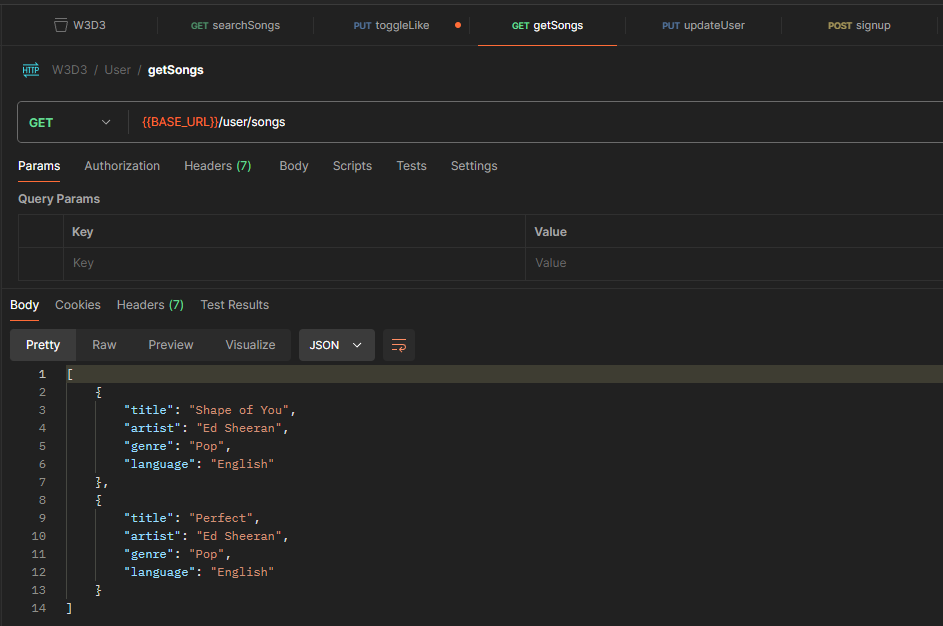 W3D3 GET searchSongs PUT toggleLike GET getSongs PUT updateUser POST signup
HTTP W3D3 / User / getSongs
GET {{BASE_URL}}/user/songs
Params Authorization Headers (7) Body Scripts Tests Settings
Query Params
Key Value
Key Value
Body Cookies Headers (7) Test Results
Pretty Raw Preview Visualize JSON
1 [
2 {
3 "title": "Shape of You",
4 "artist": "Ed Sheeran",
5 "genre": "Pop",
6 "language": "English"
7 },
8 {
9 "title": "Perfect",
10 "artist": "Ed Sheeran",
11 "genre": "Pop",
12 "language": "English"
13 }
14 ]